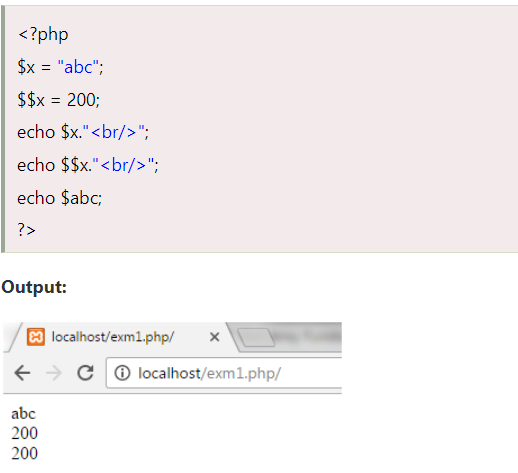 <?php
$x = "abc";
$$x = 200;
echo $x."<br/>";
echo $$x."<br/>";
echo $abc;
?>
Output:
localhost/exm1.php/
localhost/exm1.php/
abc
200
200